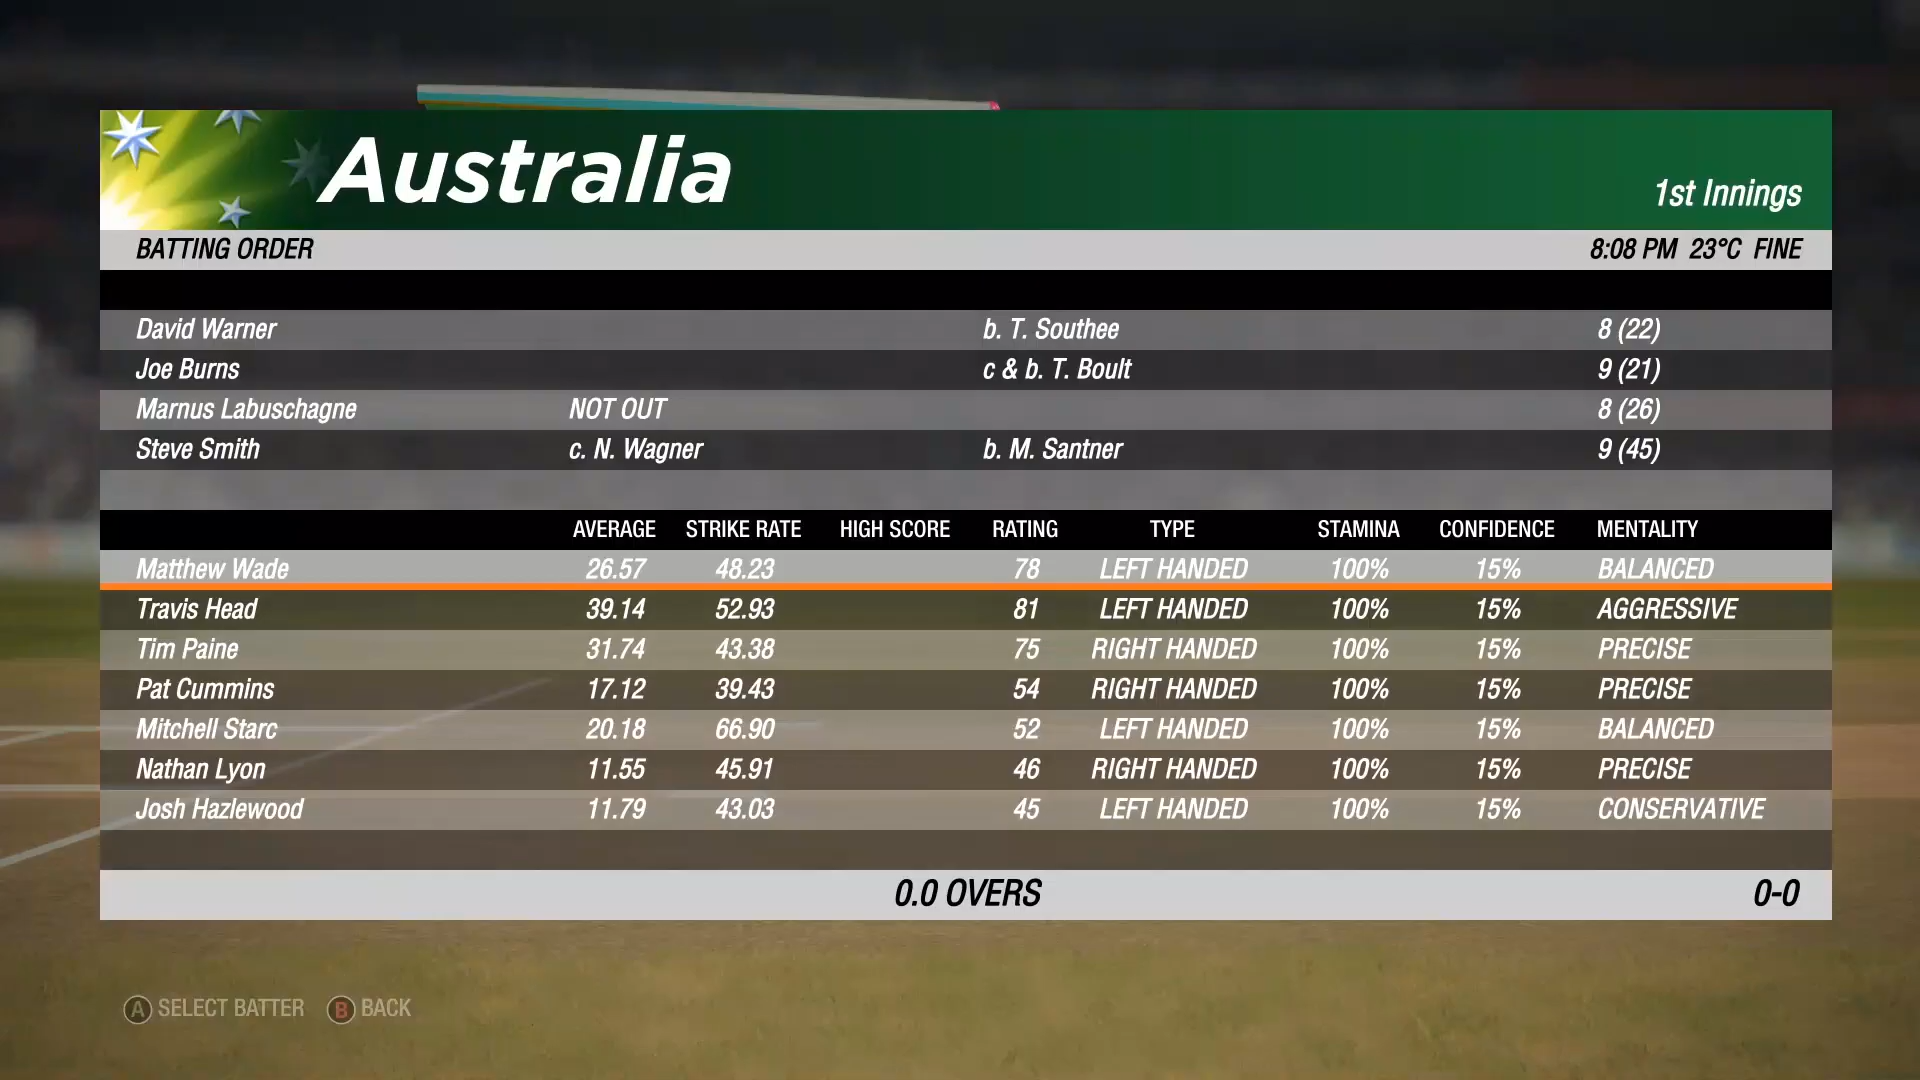 Australia
1st Innings
BATTING ORDER 8:08 PM 23°C FINE
David Warner b. T. Southee 8 (22)
Joe Burns c & b. T. Boult 9 (21)
Marnus Labuschagne NOT OUT 8 (26)
Steve Smith c. N. Wagner b. M. Santner 9 (45)
AVERAGE STRIKE RATE HIGH SCORE RATING TYPE STAMINA CONFIDENCE MENTALITY
Matthew Wade 26.57 48.23 78 LEFT HANDED 100% 15% BALANCED
Travis Head 39.14 52.93 81 LEFT HANDED 100% 15% AGGRESSIVE
Tim Paine 31.74 43.38 75 RIGHT HANDED 100% 15% PRECISE
Pat Cummins 17.12 39.43 54 RIGHT HANDED 100% 15% PRECISE
Mitchell Starc 20.18 66.90 52 LEFT HANDED 100% 15% BALANCED
Nathan Lyon 11.55 45.91 46 RIGHT HANDED 100% 15% PRECISE
Josh Hazlewood 11.79 43.03 45 LEFT HANDED 100% 15% CONSERVATIVE
0.0 OVERS 0-0
A SELECT BATTER B BACK